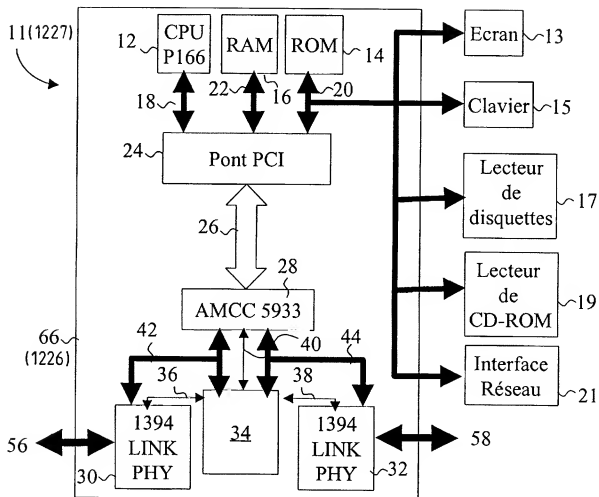 11(1227)
12
CPU
P166
RAM
ROM
14
Ecran
13
18
22
16
20
Clavier
15
24
Pont PCI
Lecteur
de
disquettes
17
26
28
AMCC 5933
Lecteur
de
CD-ROM
19
66
(1226)
42
40
44
36
38
Interface
Réseau
21
56
1394
LINK
PHY
30
34
1394
LINK
PHY
32
58